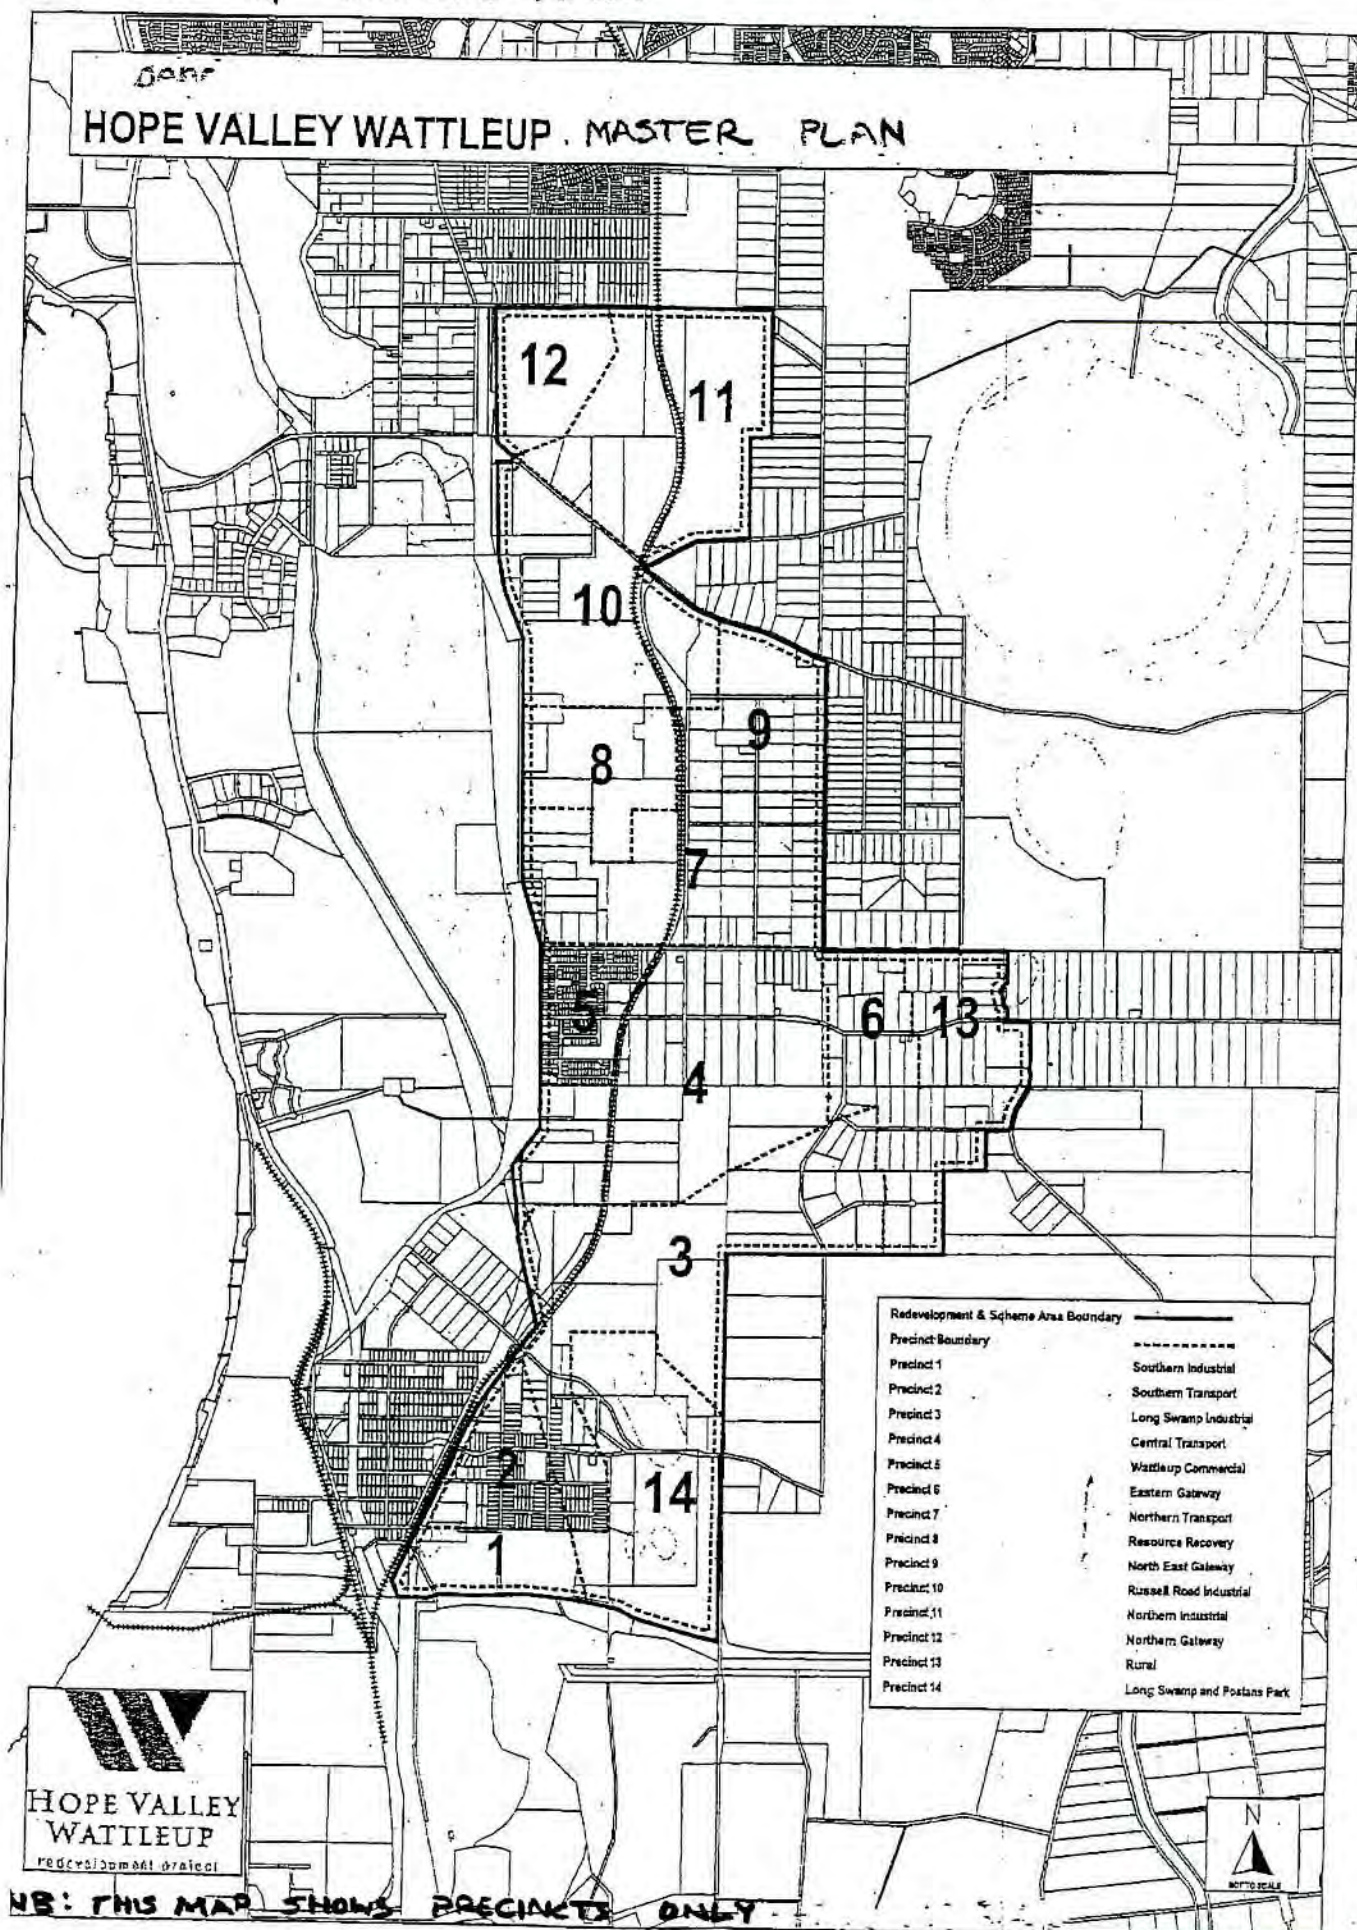 HOPE VALLEY WATTLEUP. MASTER PLAN
12
11
10
9
8
7
5
6
13
4
3
2
14
1
Redevelopment & Scheme Area Boundary
Precinct Boundary
Precinct 1 Southern Industrial
Precinct 2 Southern Transport
Precinct 3 Long Swamp Industrial
Precinct 4 Central Transport
Precinct 5 Wattleup Commercial
Precinct 6 Eastern Gateway
Precinct 7 Northern Transport
Precinct 8 Resource Recovery
Precinct 9 North East Gateway
Precinct 10 Russell Road Industrial
Precinct 11 Northern Industrial
Precinct 12 Northern Gateway
Precinct 13 Rural
Precinct 14 Long Swamp and Postans Park
HOPE VALLEY
WATTLEUP
redevelopment project
N
NOT TO SCALE
NB: THIS MAP SHOWS PRECINCTS ONLY